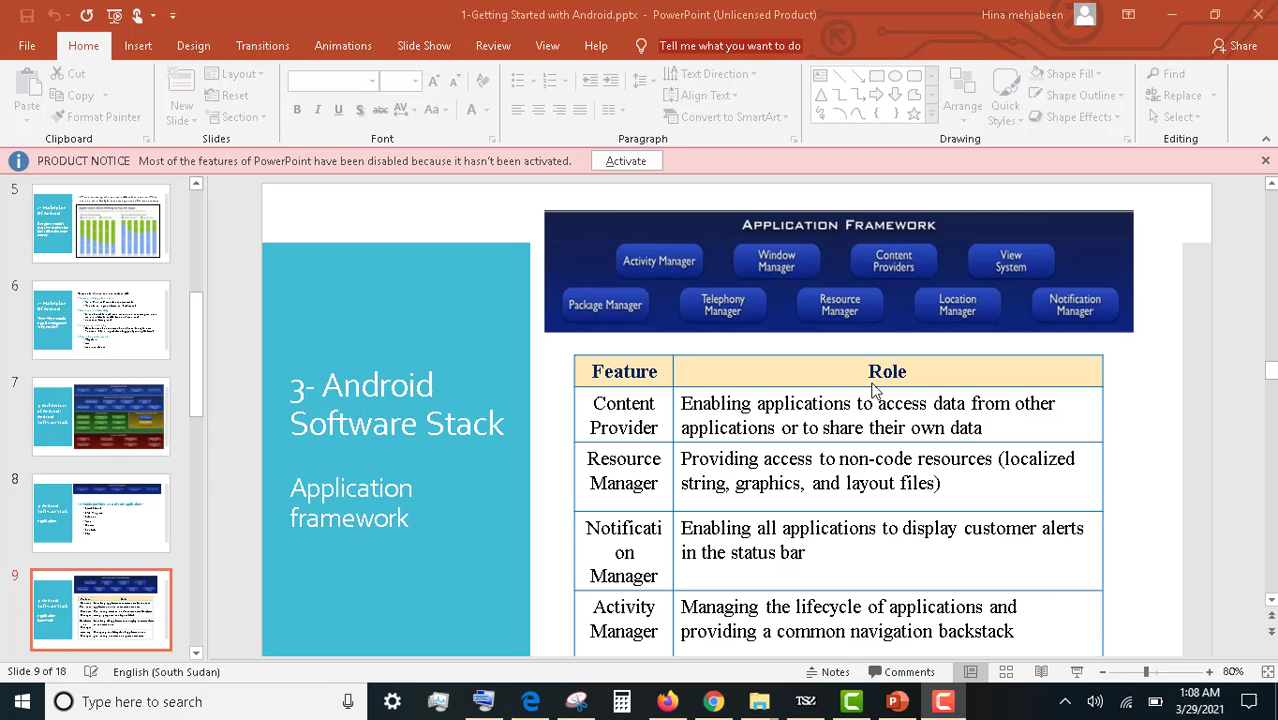 1-Getting Started with Android.pptx - PowerPoint (Unlicensed Product)
Hina mehjabeen
File Home Insert Design Transitions Animations Slide Show Review View Help Tell me what you want to do Share
Paste
Cut
Copy
Format Painter
Clipboard
New Slide
Layout
Reset
Section
Slides
B I U S abc AV Aa A
Font
Paragraph
Text Direction
Align Text
Convert to SmartArt
Arrange
Quick Styles
Shape Fill
Shape Outline
Shape Effects
Drawing
Find
Replace
Select
Editing
PRODUCT NOTICE Most of the features of PowerPoint have been disabled because it hasn't been activated. Activate
5
6
7
8
9
3- Android
Software Stack
Application
framework
APPLICATION FRAMEWORK
Activity Manager
Window
Manager
Content
Providers
View
System
Package Manager
Telephony
Manager
Resource
Manager
Location
Manager
Notification
Manager
Feature Role
Content
Provider
Enabling applications to access data from other
applications or to share their own data
Resource
Manager
Providing access to non-code resources (localized
string, graphics, and layout files)
Notificati
on
Manager
Enabling all applications to display customer alerts
in the status bar
Activity
Manager
Managing the lifecycle of applications and
providing a common navigation backstack
Slide 9 of 18 English (South Sudan) Notes Comments 80%
Type here to search
1:08 AM
3/29/2021